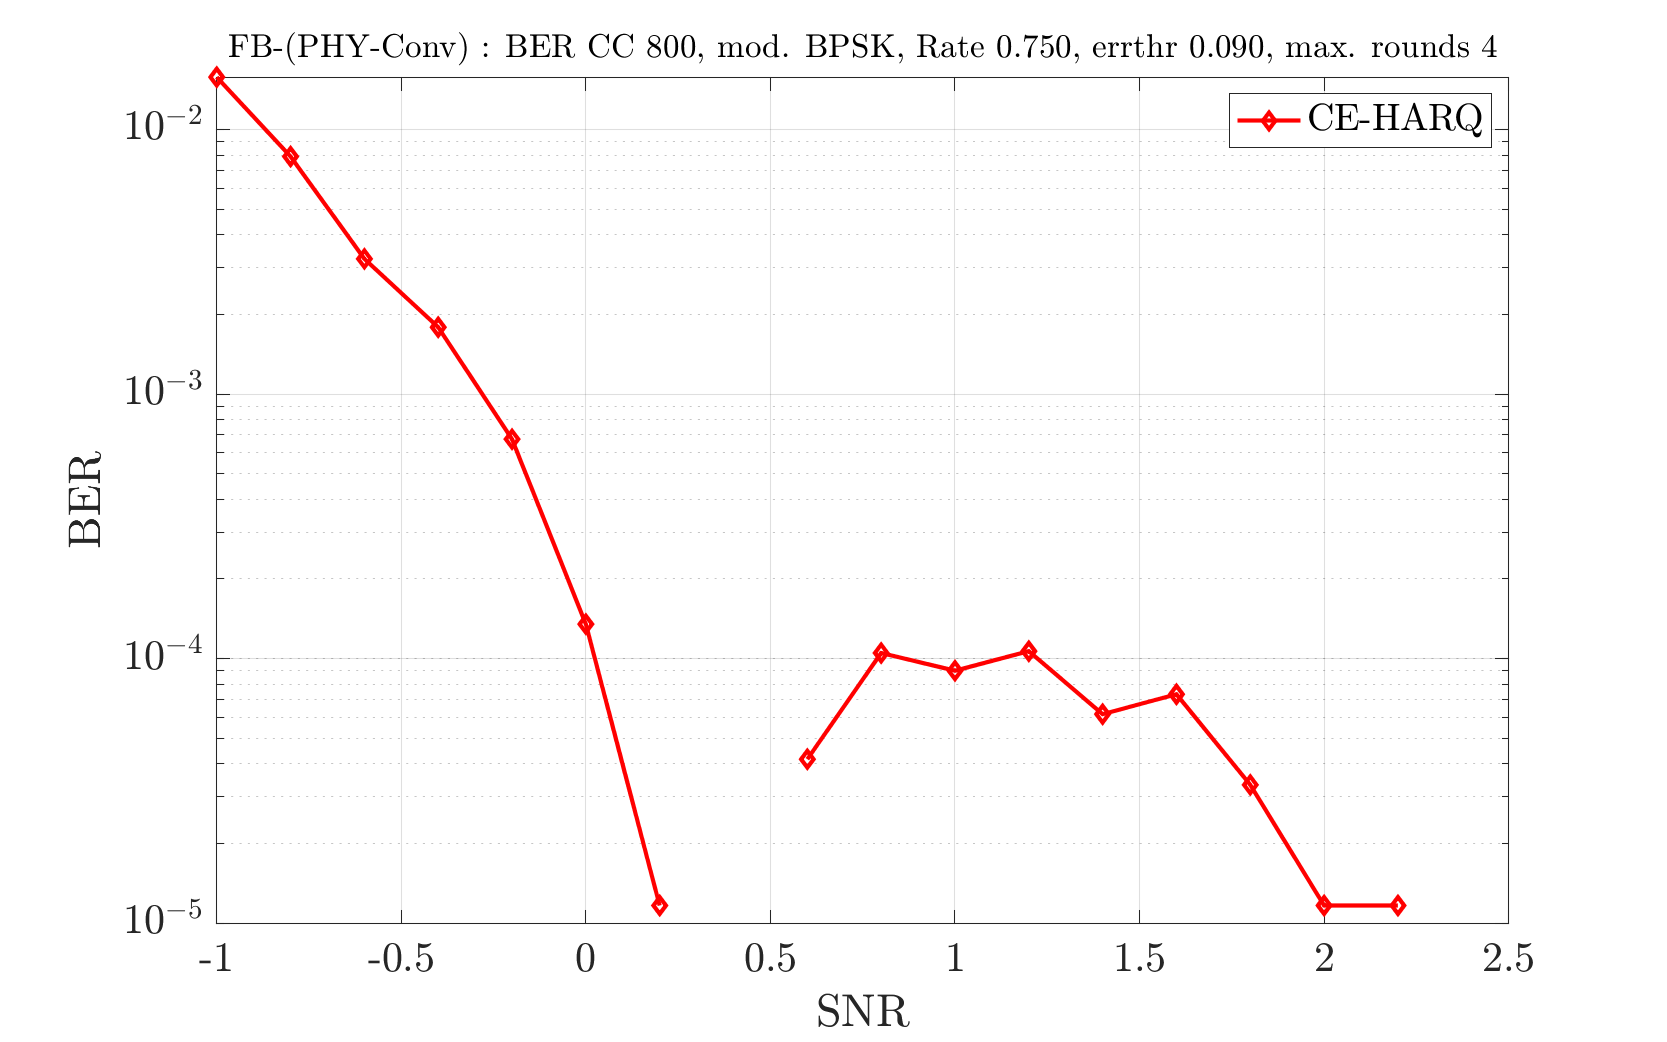 FB-(PHY-Conv) : BER CC 800, mod. BPSK, Rate 0.750, errthr 0.090, max. rounds 4
CE-HARQ
10⁻²
10⁻³
10⁻⁴
10⁻⁵
BER
-1 -0.5 0 0.5 1 1.5 2 2.5
SNR